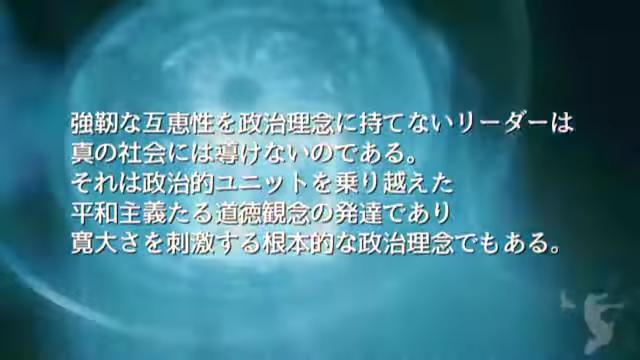 強靭な互恵性を政治理念に持てないリーダーは
真の社会には導けないのである。
それは政治的ユニットを乗り越えた
平和主義たる道徳観念の発達であり
寛大さを刺激する根本的な政治理念でもある。